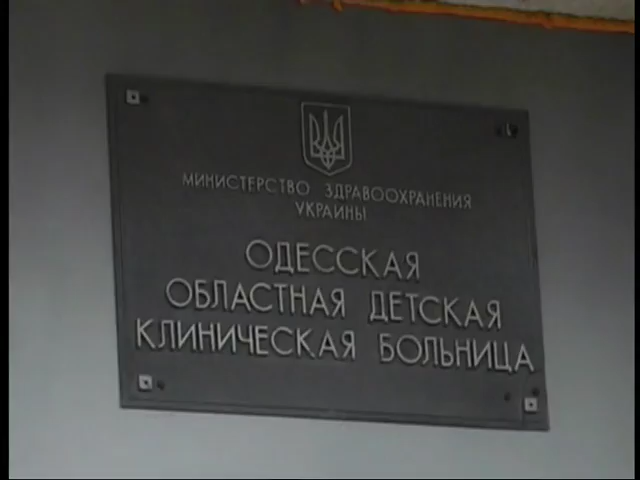 МИНИСТЕРСТВО ЗДРАВООХРАНЕНИЯ
УКРАИНЫ
ОДЕССКАЯ
ОБЛАСТНАЯ ДЕТСКАЯ
КЛИНИЧЕСКАЯ БОЛЬНИЦА